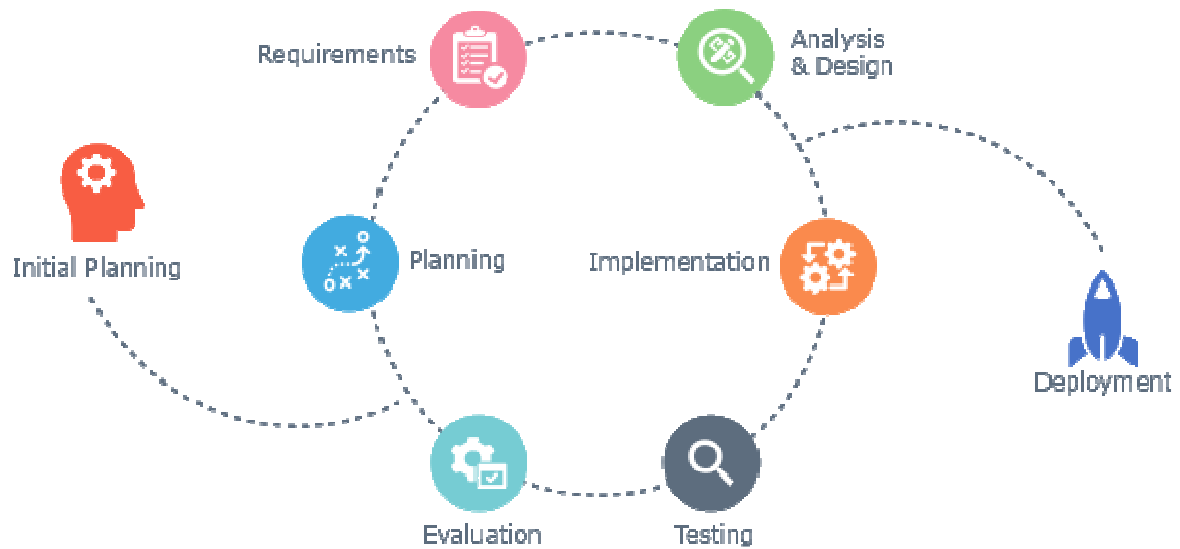 Requirements
Analysis
& Design
Initial Planning
Planning
Implementation
Deployment
Evaluation
Testing